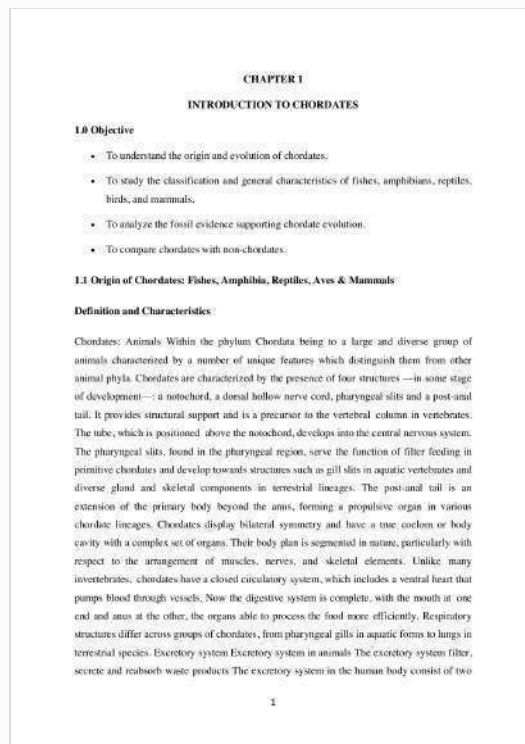 CHAPTER 1
INTRODUCTION TO CHORDATES
1.0 Objective
• To understand the origin and evolution of chordates.
• To study the classification and general characteristics of fishes, amphibians, reptiles,
birds, and mammals.
• To analyze the fossil evidence supporting chordate evolution.
• To compare chordates with non-chordates.
1.1 Origin of Chordates: Fishes, Amphibia, Reptiles, Aves & Mammals
Definition and Characteristics
Chordates: Animals Within the phylum Chordata being to a large and diverse group of
animals characterized by a number of unique features which distinguish them from other
animal phyla. Chordates are characterized by the presence of four structures —in some stage
of development—: a notochord, a dorsal hollow nerve cord, pharyngeal slits and a post-anal
tail. It provides structural support and is a precursor to the vertebral column in vertebrates.
The tube, which is positioned above the notochord, develops into the central nervous system.
The pharyngeal slits, found in the pharyngeal region, serve the function of filter feeding in
primitive chordates and develop towards structures such as gill slits in aquatic vertebrates and
diverse gland and skeletal components in terrestrial lineages. The post-anal tail is an
extension of the primary body beyond the anus, forming a propulsive organ in various
chordate lineages. Chordates display bilateral symmetry and have a true coelom or body
cavity with a complex set of organs. Their body plan is segmented in nature, particularly with
respect to the arrangement of muscles, nerves, and skeletal elements. Unlike many
invertebrates, chordates have a closed circulatory system, which includes a ventral heart that
pumps blood through vessels. Now the digestive system is complete, with the mouth at one
end and anus at the other, the organs able to process the food more efficiently. Respiratory
structures differ across groups of chordates, from pharyngeal gills in aquatic forms to lungs in
terrestrial species. Excretory system Excretory system in animals The excretory system filter,
secrete and reabsorb waste products The excretory system in the human body consist of two
1